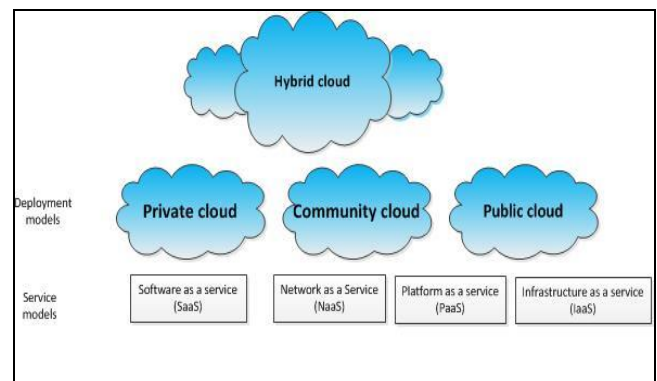 Hybrid cloud
Deployment
models
Private cloud
Community cloud
Public cloud
Service
models
Software as a service
(SaaS)
Network as a Service
(NaaS)
Platform as a service
(PaaS)
Infrastructure as a service
(IaaS)